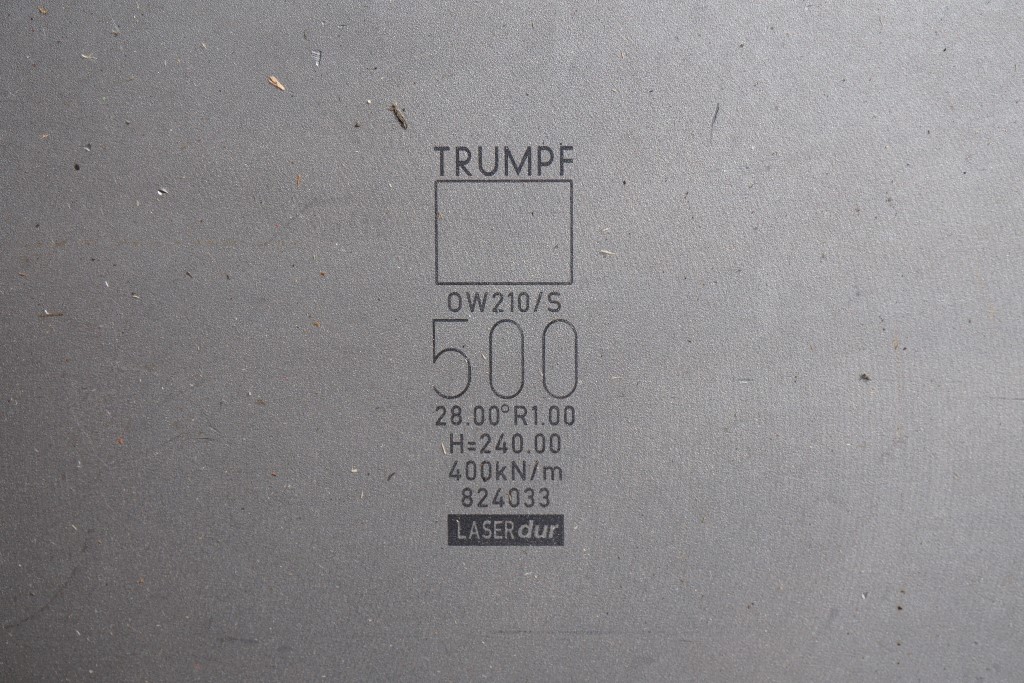 TRUMPF
OW210/S
500
28.00°R1.00
H=240.00
400kN/m
824033
LASERdur